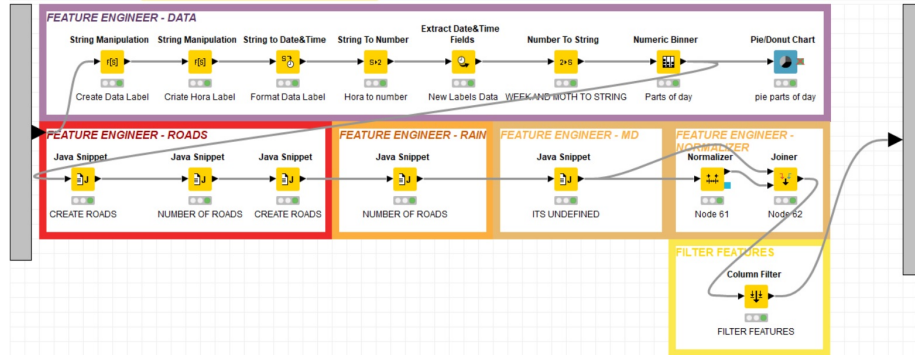 FEATURE ENGINEER - DATA
String Manipulation String Manipulation String to Date&Time String To Number Extract Date&Time Fields Number To String Numeric Binner Pie/Donut Chart
r[s] r[s] S? S▸2 2▸S
Create Data Label Criate Hora Label Format Data Label Hora to number New Labels Data WEEK AND MOTH TO STRING Parts of day pie parts of day
FEATURE ENGINEER - ROADS FEATURE ENGINEER - RAIN FEATURE ENGINEER - MD FEATURE ENGINEER - NORMALIZER
Java Snippet Java Snippet Java Snippet Java Snippet Java Snippet Normalizer Joiner
J J J J J
CREATE ROADS NUMBER OF ROADS CREATE ROADS NUMBER OF ROADS ITS UNDEFINED Node 61 Node 62
FILTER FEATURES
Column Filter
FILTER FEATURES